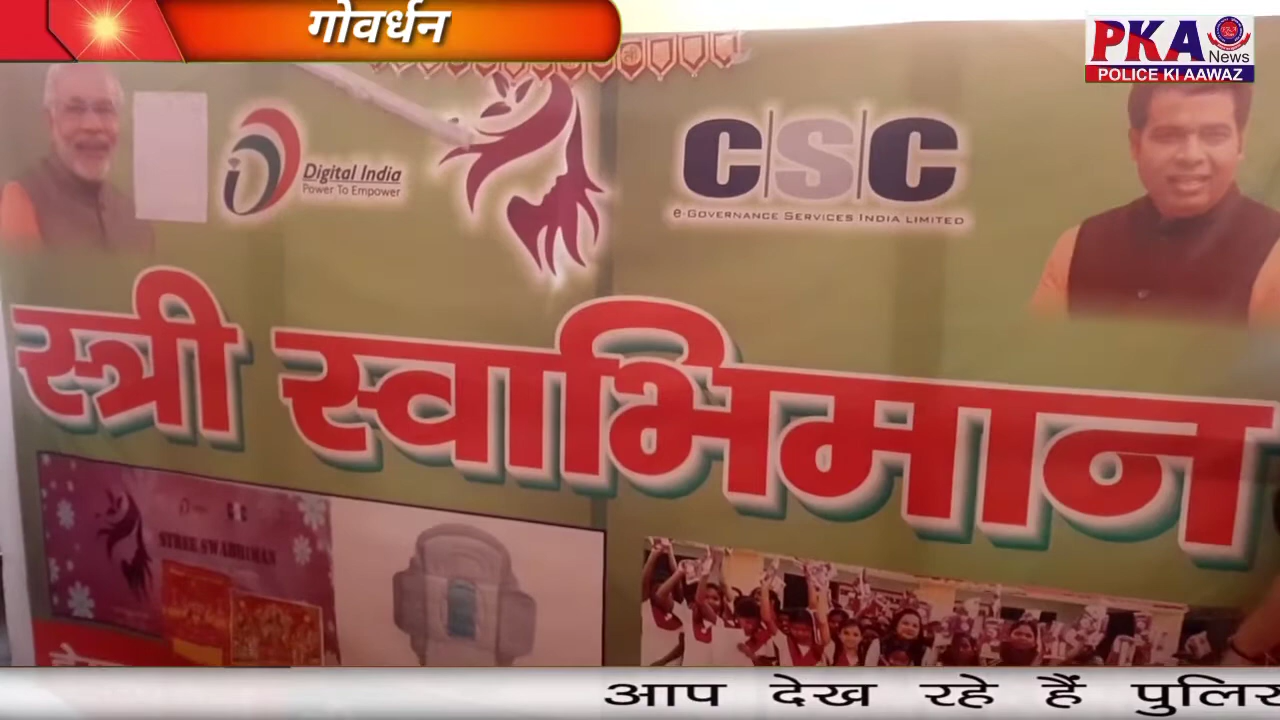 गोवर्धन
PKA
News
POLICE KI AAWAZ
Digital India
Power To Empower
CSC
e-GOVERNANCE SERVICES INDIA LIMITED
स्त्री स्वाभिमान
STREE SWABHIMAN
आप देख रहे हैं